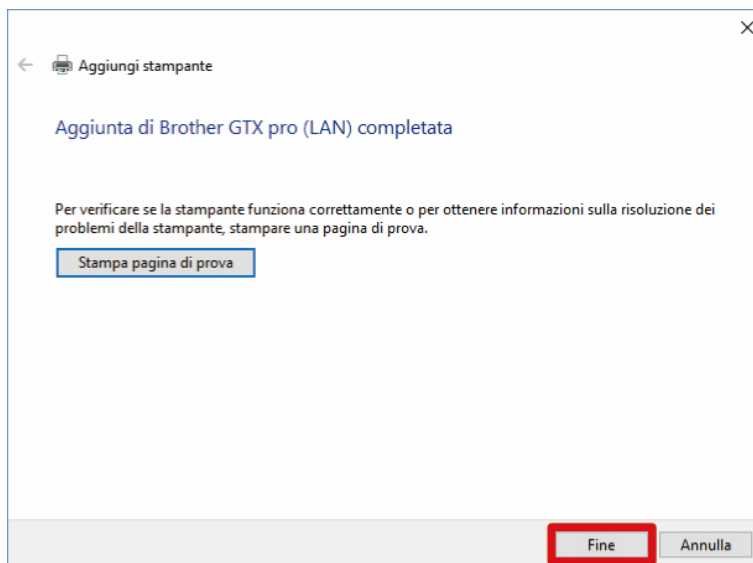 Aggiungi stampante
Aggiunta di Brother GTX pro (LAN) completata
Per verificare se la stampante funziona correttamente o per ottenere informazioni sulla risoluzione dei
problemi della stampante, stampare una pagina di prova.
Stampa pagina di prova
Fine Annulla